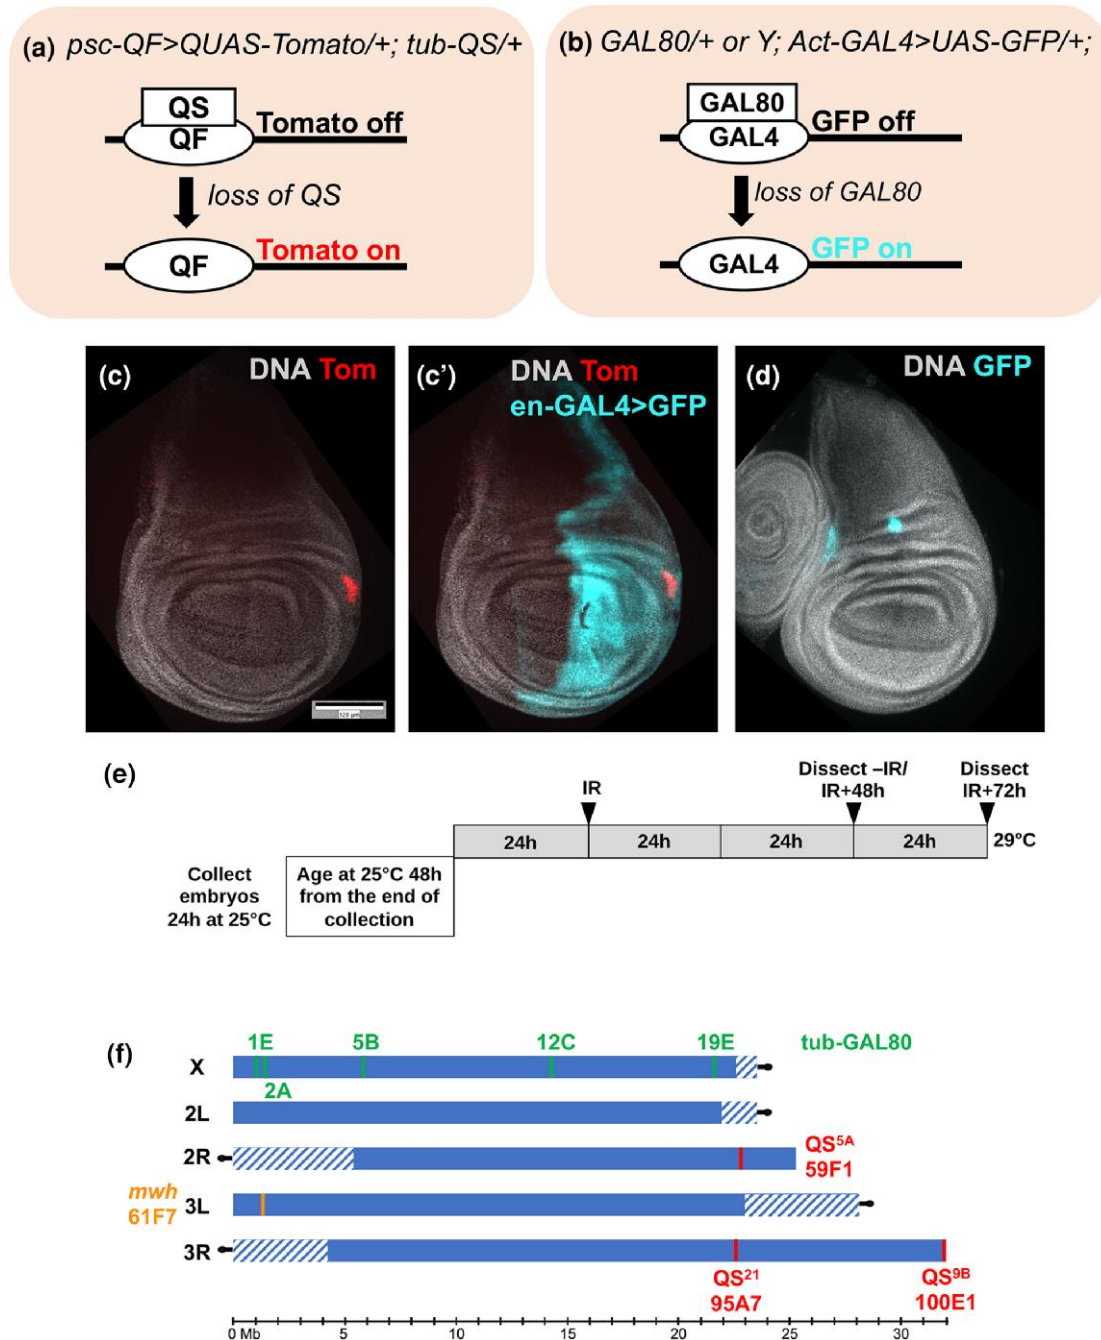 (a) psc-QF>QUAS-Tomato/+; tub-QS/+
QS
QF
Tomato off
loss of QS
QF
Tomato on
(b) GAL80/+ or Y; Act-GAL4>UAS-GFP/+;
GAL80
GAL4
GFP off
loss of GAL80
GAL4
GFP on
(c)
DNA Tom
120 µm
(c')
DNA Tom
en-GAL4>GFP
(d)
DNA GFP
(e)
Collect
embryos
24h at 25°C
Age at 25°C 48h
from the end of
collection
IR
Dissect –IR/
IR+48h
Dissect
IR+72h
24h
24h
24h
24h
29°C
(f)
1E
5B
12C
19E
tub-GAL80
X
2A
2L
2R
QS5A
59F1
mwh
61F7
3L
3R
QS21
95A7
QS9B
100E1
0 Mb
5
10
15
20
25
30